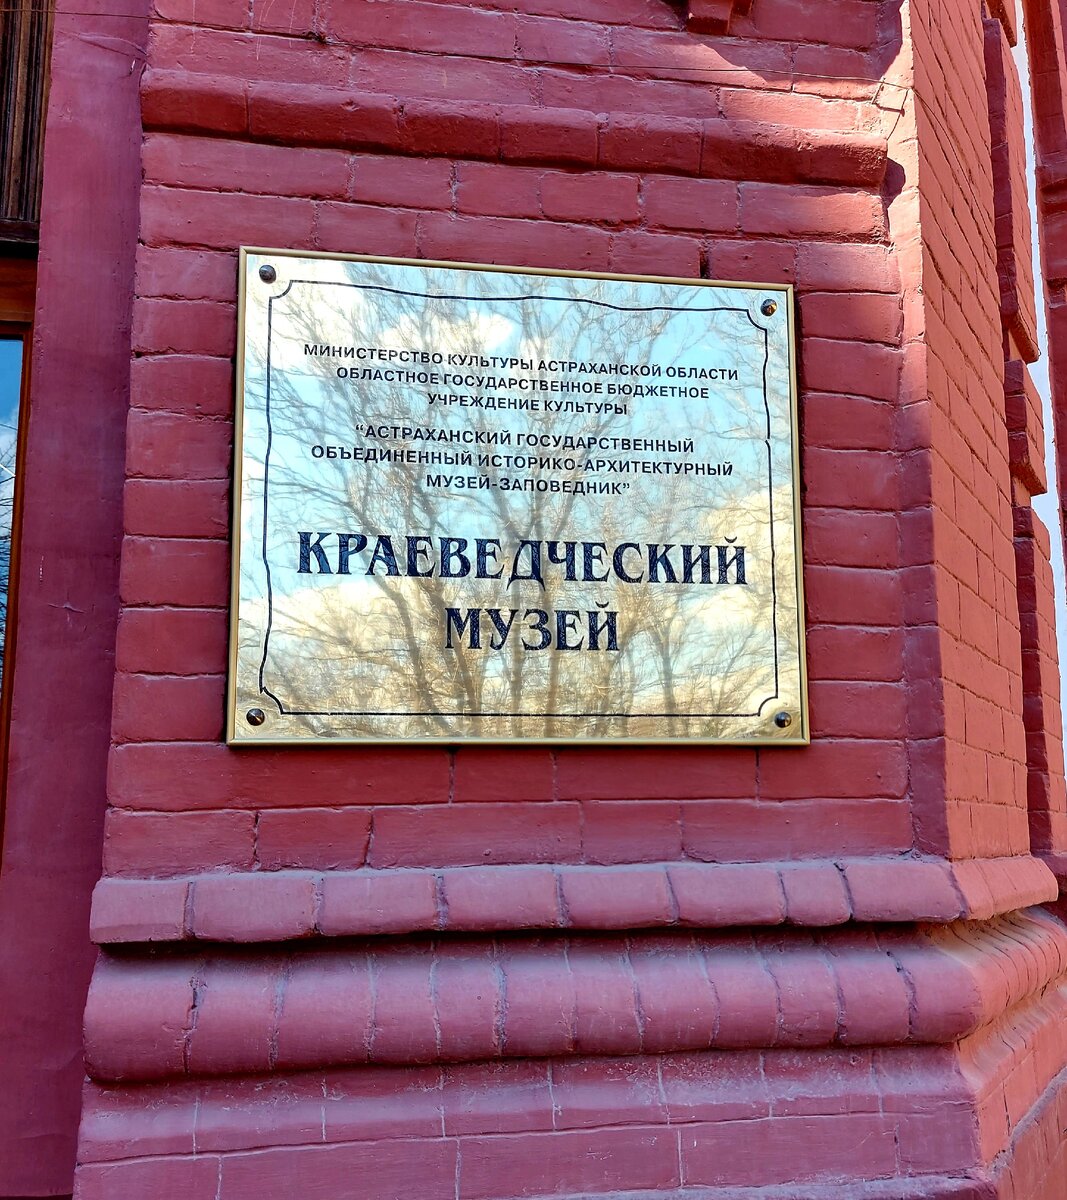 МИНИСТЕРСТВО КУЛЬТУРЫ АСТРАХАНСКОЙ ОБЛАСТИ
ОБЛАСТНОЕ ГОСУДАРСТВЕННОЕ БЮДЖЕТНОЕ
УЧРЕЖДЕНИЕ КУЛЬТУРЫ
“АСТРАХАНСКИЙ ГОСУДАРСТВЕННЫЙ
ОБЪЕДИНЕННЫЙ ИСТОРИКО-АРХИТЕКТУРНЫЙ
МУЗЕЙ-ЗАПОВЕДНИК”
КРАЕВЕДЧЕСКИЙ
МУЗЕЙ